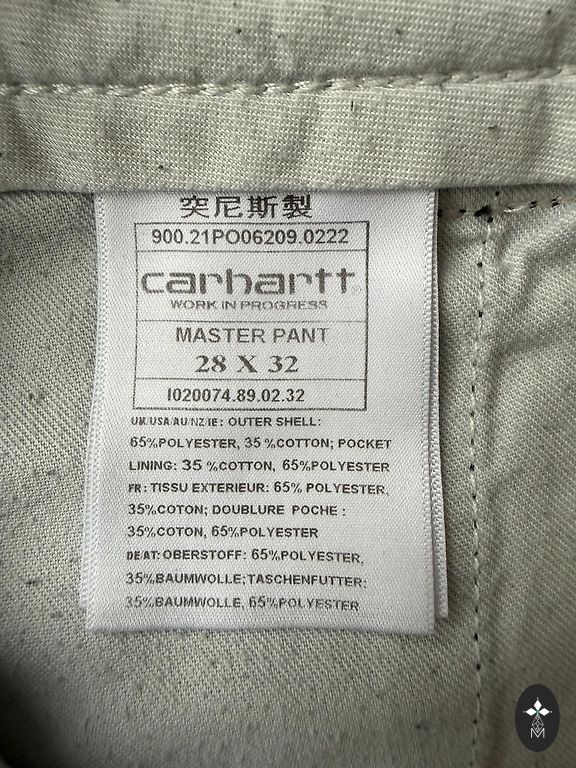 突尼斯製
900.21PO06209.0222
carhartt
WORK IN PROGRESS
MASTER PANT
28 X 32
I020074.89.02.32
UK/USA/AU/NZ/IE: OUTER SHELL:
65%POLYESTER, 35%COTTON; POCKET
LINING: 35%COTTON, 65%POLYESTER
FR: TISSU EXTERIEUR: 65% POLYESTER,
35%COTON; DOUBLURE POCHE :
35%COTON, 65%POLYESTER
DE/AT: OBERSTOFF: 65%POLYESTER,
35%BAUMWOLLE;TASCHENFUTTER:
35%BAUMWOLLE, 65%POLYESTER
M